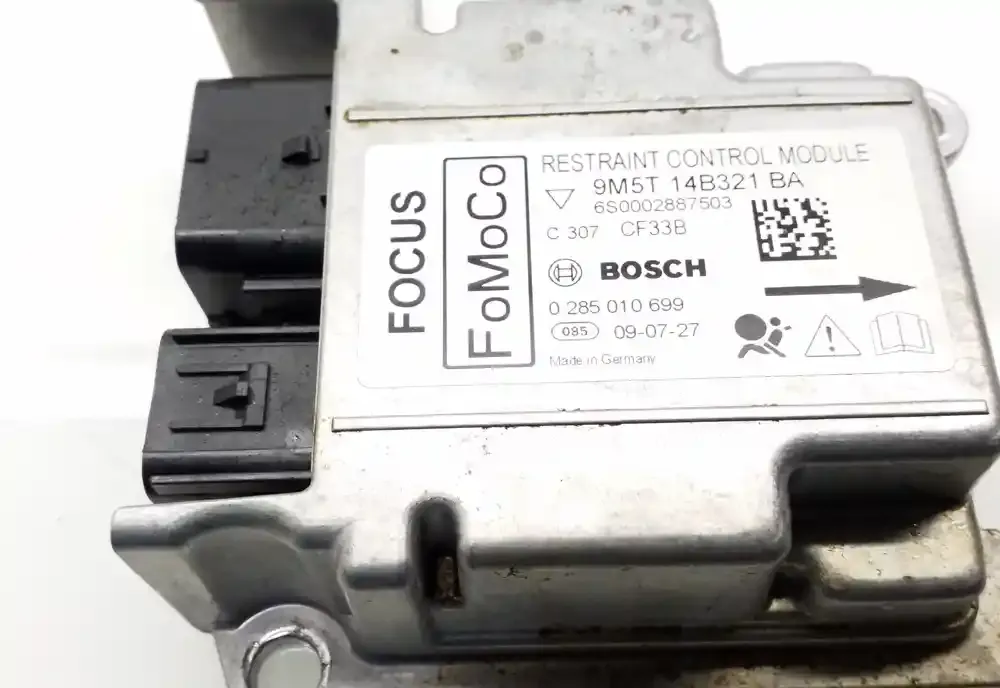 FOCUS
FoMoCo
RESTRAINT CONTROL MODULE
9M5T 14B321 BA
6S0002887503
C 307 CF33B
BOSCH
0 285 010 699
085 09-07-27
Made in Germany